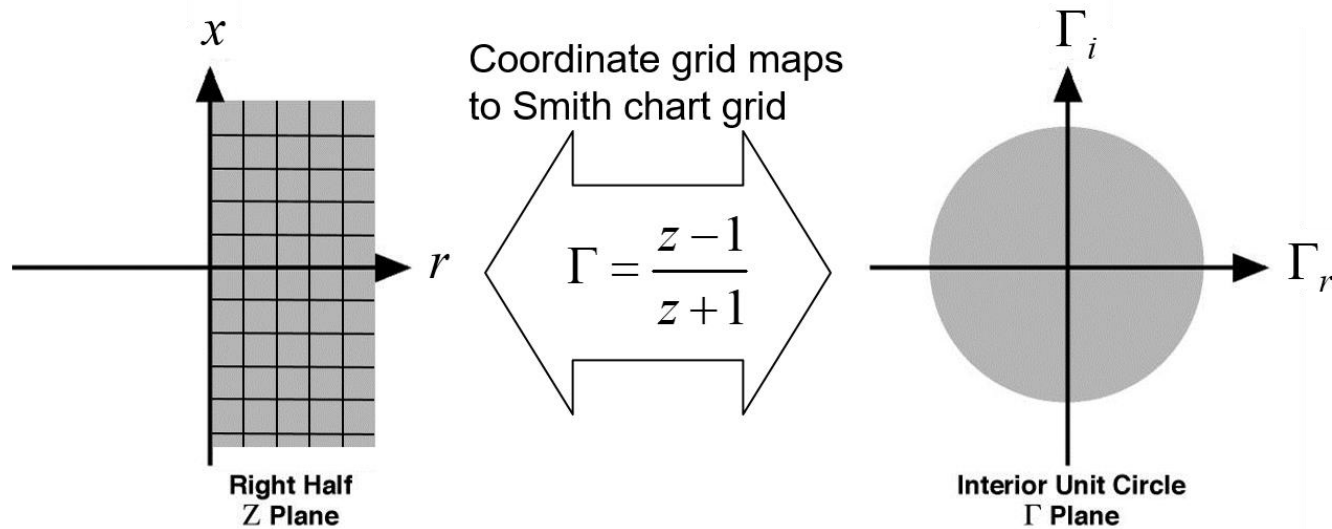 x
r
Right Half
Z Plane
Coordinate grid maps
to Smith chart grid
Γ = (z − 1) / (z + 1)
Γi
Γr
Interior Unit Circle
Γ Plane